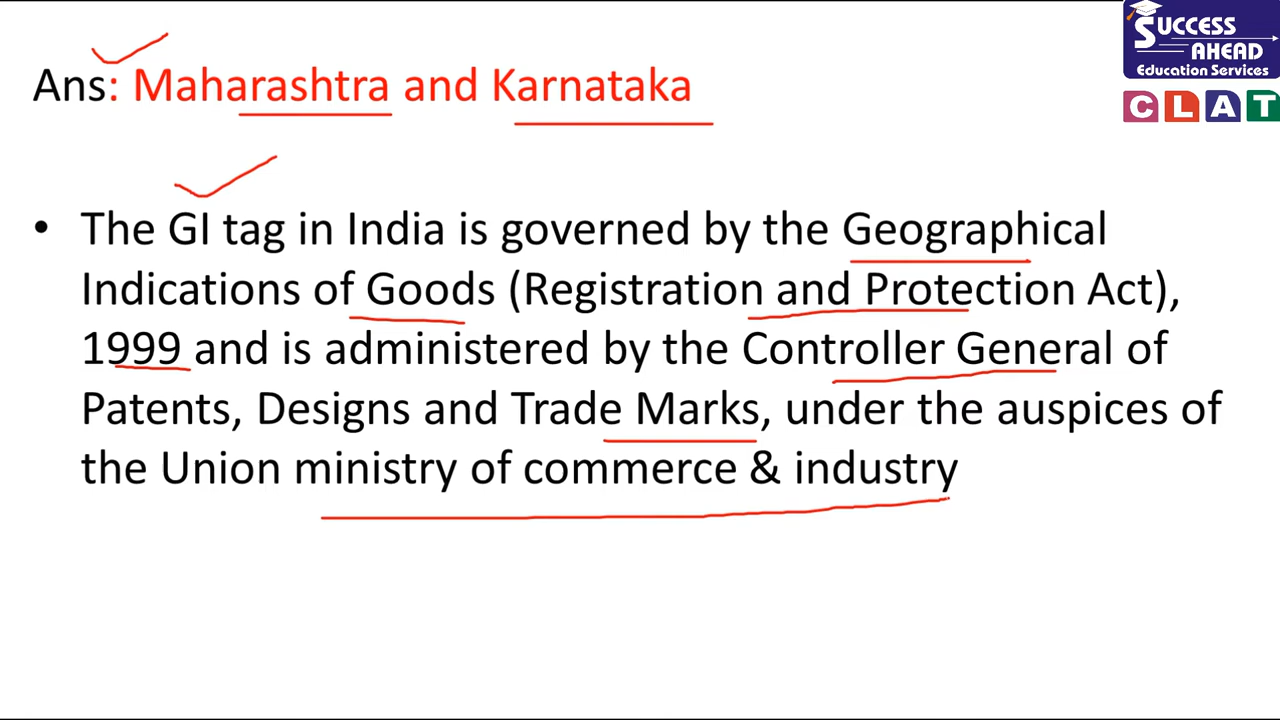 SUCCESS
AHEAD
Education Services
CLAT
Ans: Maharashtra and Karnataka
• The GI tag in India is governed by the Geographical
Indications of Goods (Registration and Protection Act),
1999 and is administered by the Controller General of
Patents, Designs and Trade Marks, under the auspices of
the Union ministry of commerce & industry